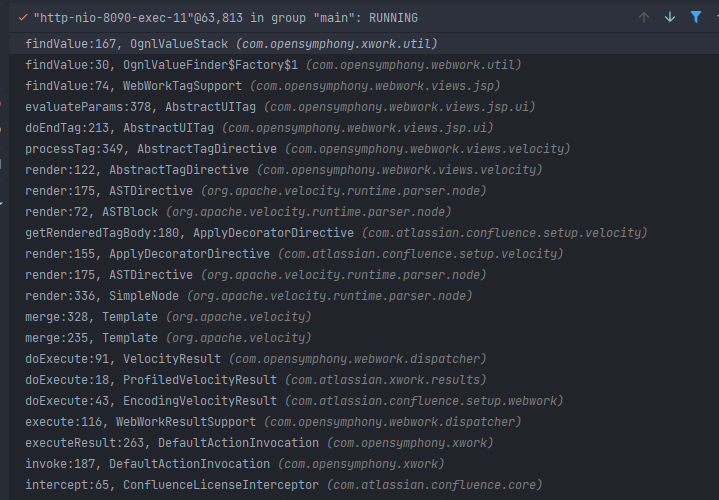 "http-nio-8090-exec-11"@63,813 in group "main": RUNNING
findValue:167, OgnlValueStack (com.opensymphony.xwork.util)
findValue:30, OgnlValueFinder$Factory$1 (com.opensymphony.webwork.util)
findValue:74, WebWorkTagSupport (com.opensymphony.webwork.views.jsp)
evaluateParams:378, AbstractUITag (com.opensymphony.webwork.views.jsp.ui)
doEndTag:213, AbstractUITag (com.opensymphony.webwork.views.jsp.ui)
processTag:349, AbstractTagDirective (com.opensymphony.webwork.views.velocity)
render:122, AbstractTagDirective (com.opensymphony.webwork.views.velocity)
render:175, ASTDirective (org.apache.velocity.runtime.parser.node)
render:72, ASTBlock (org.apache.velocity.runtime.parser.node)
getRenderedTagBody:180, ApplyDecoratorDirective (com.atlassian.confluence.setup.velocity)
render:155, ApplyDecoratorDirective (com.atlassian.confluence.setup.velocity)
render:175, ASTDirective (org.apache.velocity.runtime.parser.node)
render:336, SimpleNode (org.apache.velocity.runtime.parser.node)
merge:328, Template (org.apache.velocity)
merge:235, Template (org.apache.velocity)
doExecute:91, VelocityResult (com.opensymphony.webwork.dispatcher)
doExecute:18, ProfiledVelocityResult (com.atlassian.xwork.results)
doExecute:43, EncodingVelocityResult (com.atlassian.confluence.setup.webwork)
execute:116, WebWorkResultSupport (com.opensymphony.webwork.dispatcher)
executeResult:263, DefaultActionInvocation (com.opensymphony.xwork)
invoke:187, DefaultActionInvocation (com.opensymphony.xwork)
intercept:65, ConfluenceLicenseInterceptor (com.atlassian.confluence.core)